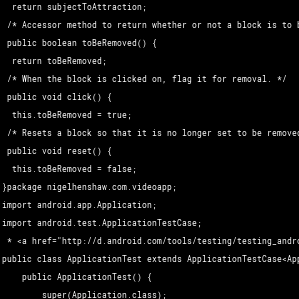 return subjectToAttraction;
/* Accessor method to return whether or not a block is to b
public boolean toBeRemoved() {
return toBeRemoved;
/* When the block is clicked on, flag it for removal. */
public void click() {
this.toBeRemoved = true;
/* Resets a block so that it is no longer set to be removed
public void reset() {
this.toBeRemoved = false;
}package nigelhenshaw.com.videoapp;
import android.app.Application;
import android.test.ApplicationTestCase;
* <a href="http://d.android.com/tools/testing/testing_andro
public class ApplicationTest extends ApplicationTestCase<App
public ApplicationTest() {
super(Application.class);